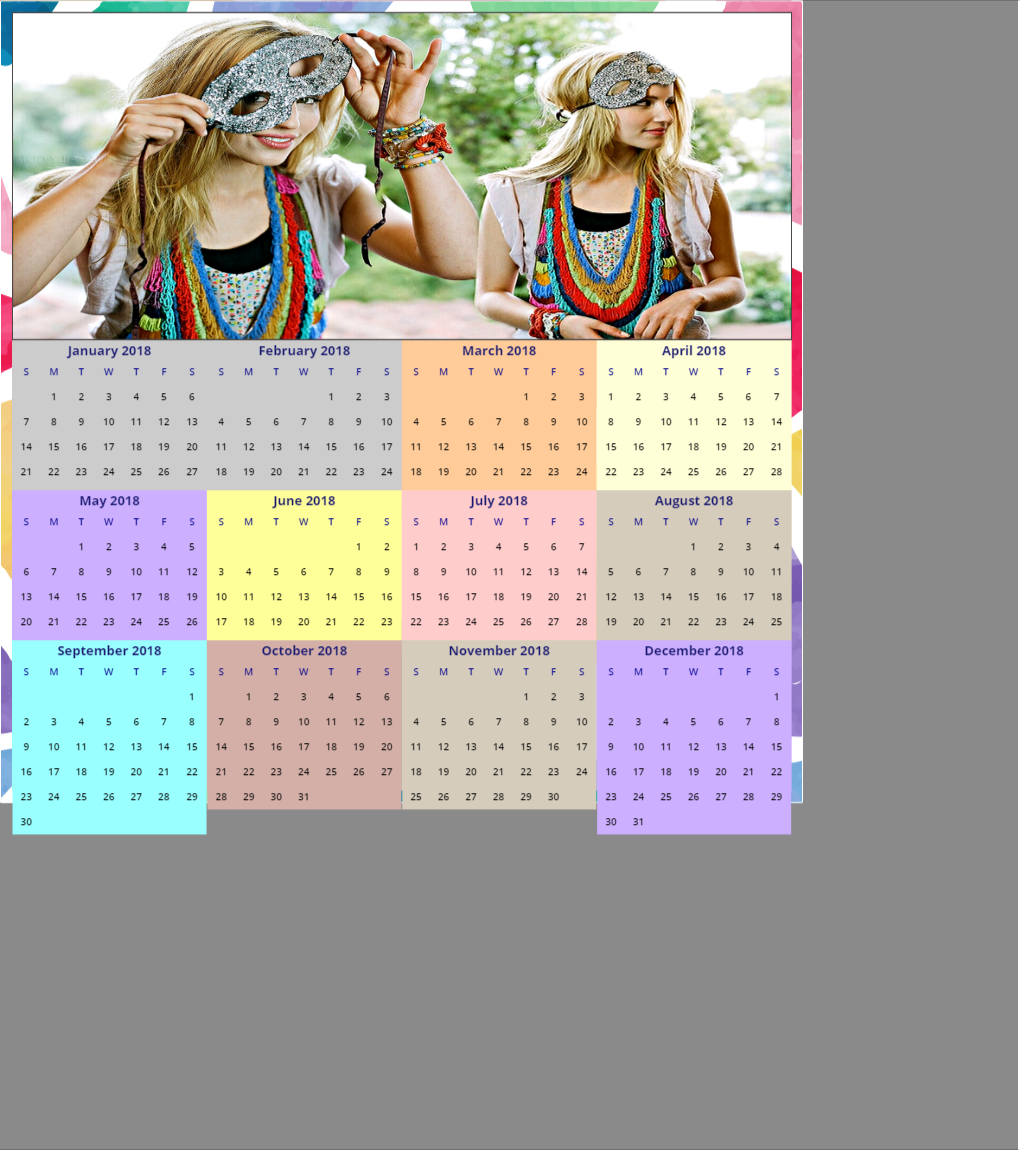 January 2018
S M T W T F S
1 2 3 4 5 6
7 8 9 10 11 12 13
14 15 16 17 18 19 20
21 22 23 24 25 26 27
February 2018
S M T W T F S
1 2 3
4 5 6 7 8 9 10
11 12 13 14 15 16 17
18 19 20 21 22 23 24
March 2018
S M T W T F S
1 2 3
4 5 6 7 8 9 10
11 12 13 14 15 16 17
18 19 20 21 22 23 24
April 2018
S M T W T F S
1 2 3 4 5 6 7
8 9 10 11 12 13 14
15 16 17 18 19 20 21
22 23 24 25 26 27 28
May 2018
S M T W T F S
1 2 3 4 5
6 7 8 9 10 11 12
13 14 15 16 17 18 19
20 21 22 23 24 25 26
June 2018
S M T W T F S
1 2
3 4 5 6 7 8 9
10 11 12 13 14 15 16
17 18 19 20 21 22 23
July 2018
S M T W T F S
1 2 3 4 5 6 7
8 9 10 11 12 13 14
15 16 17 18 19 20 21
22 23 24 25 26 27 28
August 2018
S M T W T F S
1 2 3 4
5 6 7 8 9 10 11
12 13 14 15 16 17 18
19 20 21 22 23 24 25
September 2018
S M T W T F S
1
2 3 4 5 6 7 8
9 10 11 12 13 14 15
16 17 18 19 20 21 22
23 24 25 26 27 28 29
30
October 2018
S M T W T F S
1 2 3 4 5 6
7 8 9 10 11 12 13
14 15 16 17 18 19 20
21 22 23 24 25 26 27
28 29 30 31
November 2018
S M T W T F S
1 2 3
4 5 6 7 8 9 10
11 12 13 14 15 16 17
18 19 20 21 22 23 24
25 26 27 28 29 30
December 2018
S M T W T F S
1
2 3 4 5 6 7 8
9 10 11 12 13 14 15
16 17 18 19 20 21 22
23 24 25 26 27 28 29
30 31